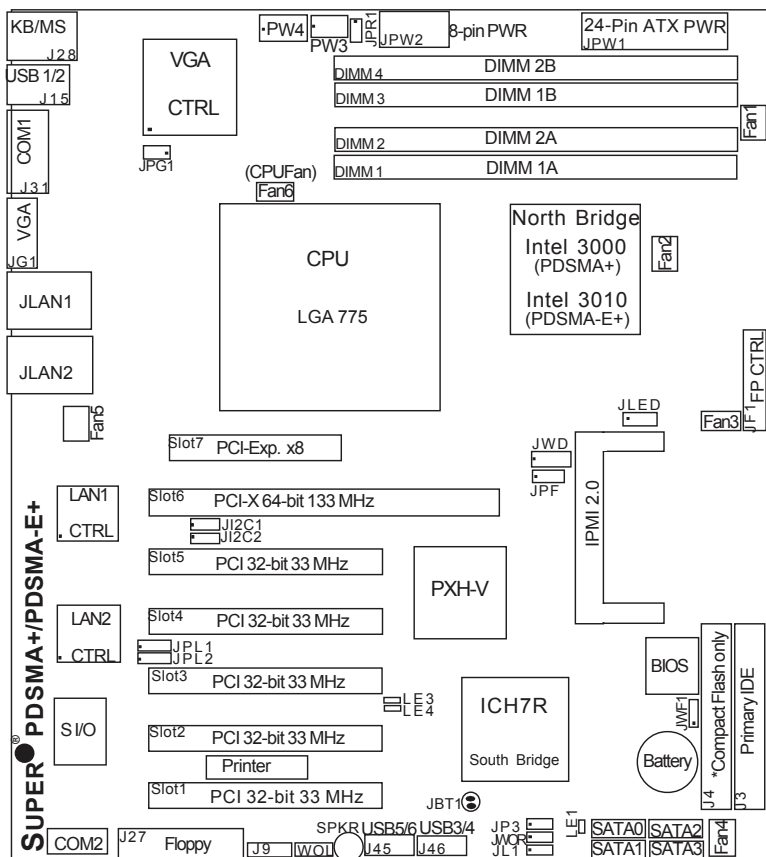 KB/MS
J28
USB 1/2
J15
COM1
J31
VGA
JG1
JLAN1
JLAN2
Fan5
VGA
CTRL
JPG1
PW4
PW3
JPR1
JPW2
8-pin PWR
24-Pin ATX PWR
JPW1
DIMM 4
DIMM 2B
DIMM 3
DIMM 1B
DIMM 2
DIMM 2A
DIMM 1
DIMM 1A
Fan1
(CPUFan)
Fan6
CPU
LGA 775
North Bridge
Intel 3000
(PDSMA+)
Intel 3010
(PDSMA-E+)
Fan2
JF1
FP CTRL
Fan3
JLED
JWD
JPF
IPMI 2.0
Slot7
PCI-Exp. x8
Slot6
PCI-X 64-bit 133 MHz
JI2C1
JI2C2
Slot5
PCI 32-bit 33 MHz
Slot4
PCI 32-bit 33 MHz
JPL1
JPL2
Slot3
PCI 32-bit 33 MHz
LE3
LE4
Slot2
PCI 32-bit 33 MHz
Printer
Slot1
PCI 32-bit 33 MHz
LAN1
CTRL
LAN2
CTRL
S I/O
SUPER® PDSMA+/PDSMA-E+
PXH-V
ICH7R
South Bridge
BIOS
JWF1
Battery
*Compact Flash only
J4
Primary IDE
J3
JBT1
COM2
J27
Floppy
J9
WOL
SPKR
USB5/6
J45
USB3/4
J46
JP3
JWOR
JL1
LE1
SATA0
SATA2
SATA1
SATA3
Fan4